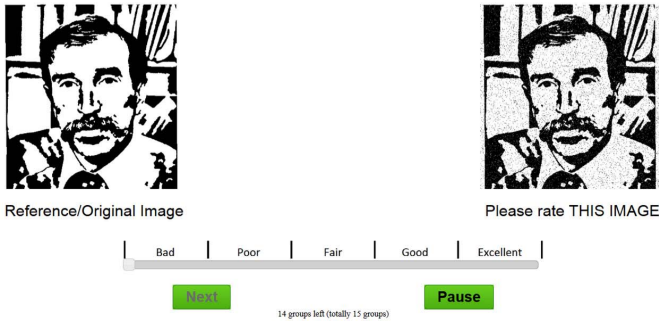 Reference/Original Image
Please rate THIS IMAGE
Bad Poor Fair Good Excellent
Next
Pause
14 groups left (totally 15 groups)